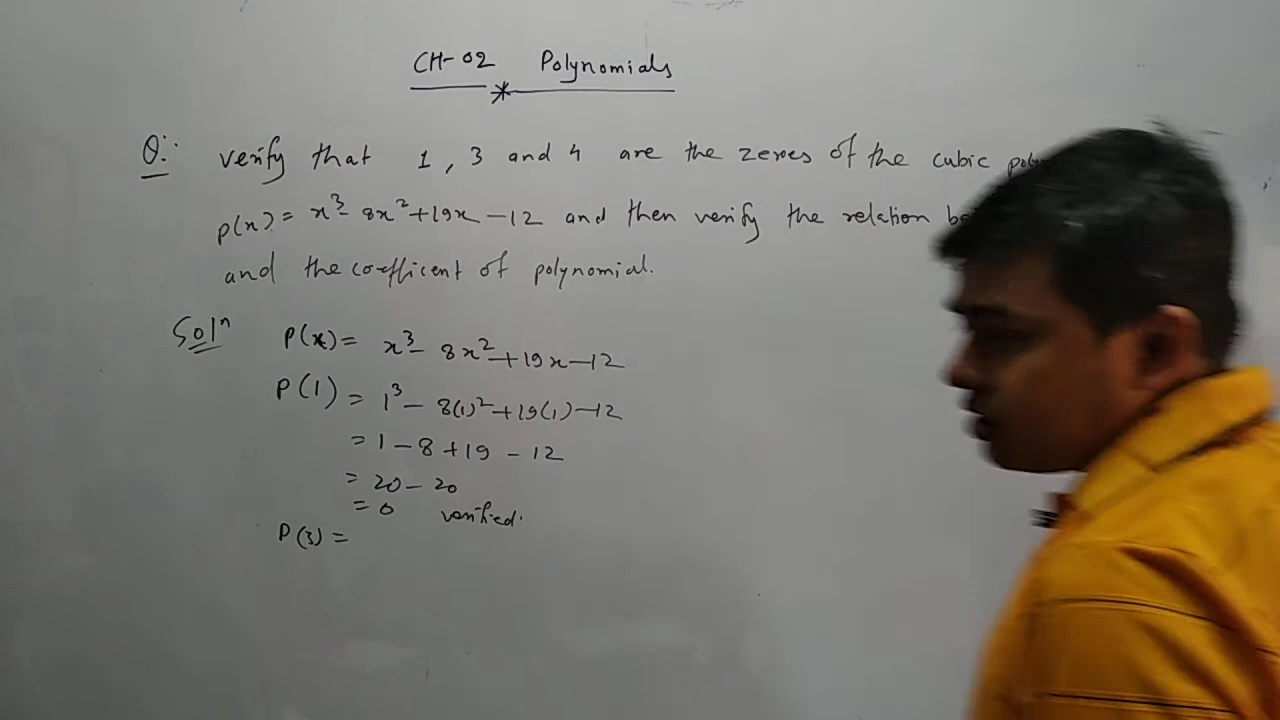 CH-02 Polynomials
Q:. verify that 1, 3 and 4 are the zeroes of the cubic
p(x) = x³ - 8x² + 19x - 12 and then verify the relation
and the coefficent of polynomial.
Solⁿ P(x) = x³ - 8x² + 19x - 12
P(1) = 1³ - 8(1)² + 19(1) - 12
= 1 - 8 + 19 - 12
= 20 - 20
= 0 verified.
P(3) =